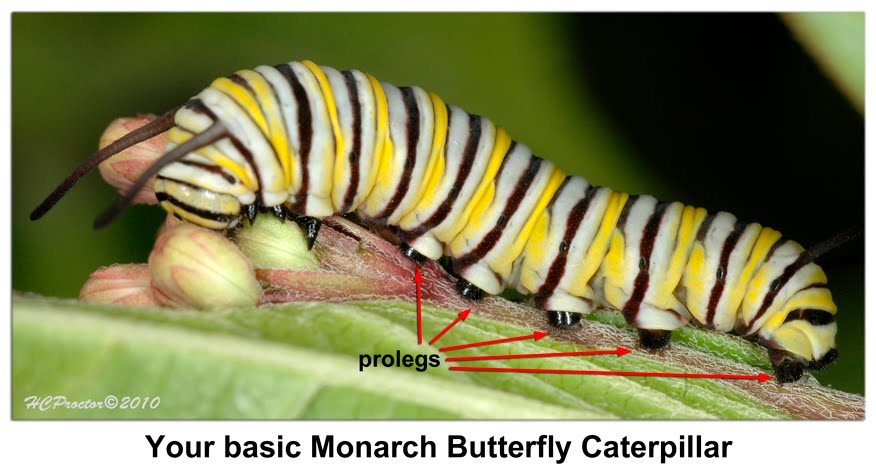 prolegs
HCProctor©2010
Your basic Monarch Butterfly Caterpillar